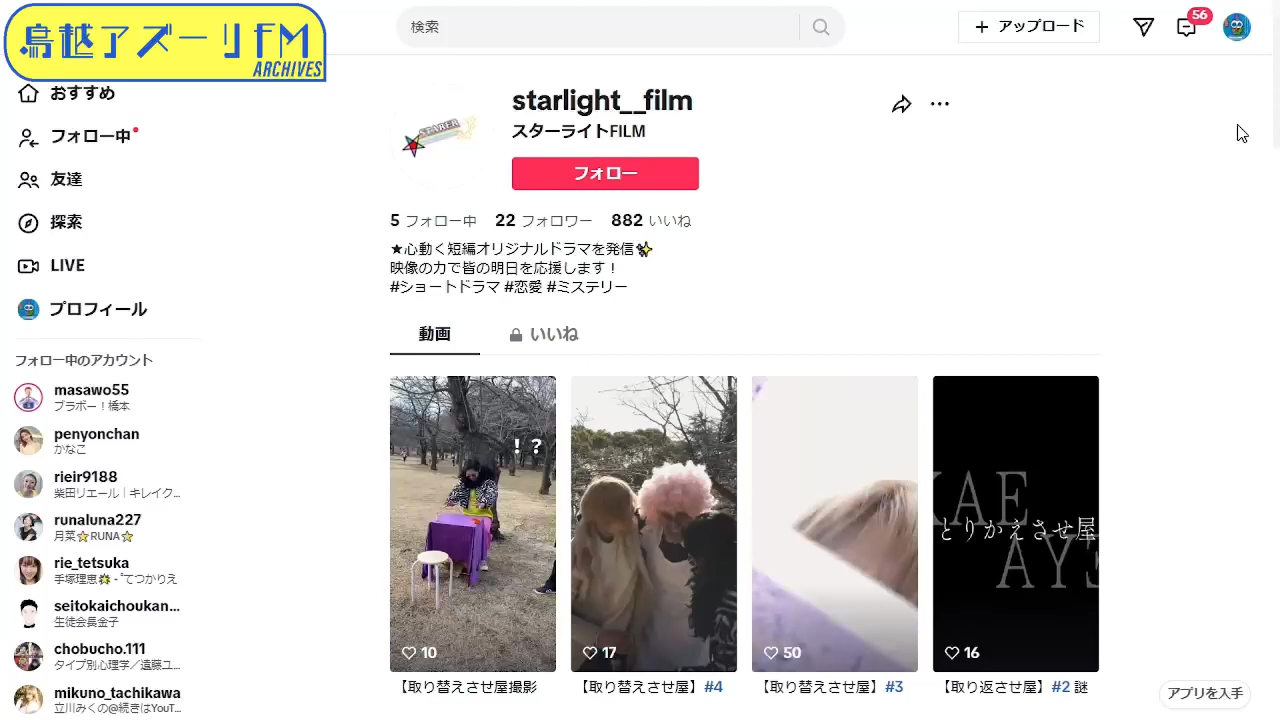 鳥越アズーリFM
ARCHIVES
検索
アップロード
56
おすすめ
フォロー中
友達
探索
LIVE
プロフィール
フォロー中のアカウント
masawo55
ブラボー！橋本
penyonchan
かなこ
rieir9188
柴田リエール｜キレイク...
runaluna227
月菜⭐RUNA⭐
rie_tetsuka
手塚理恵
seitokaichoukan...
生徒会長金子
chobucho.111
タイプ別心理学／遠藤ユ...
mikuno_tachikawa
立川みくの@続きはYouT...
starlight__film
スターライトFILM
フォロー
5 フォロー中 22 フォロワー 882 いいね
★心動く短編オリジナルドラマを発信✨
映像の力で皆の明日を応援します！
#ショートドラマ #恋愛 #ミステリー
動画
いいね
！？
とりかえさせ屋
10
17
50
16
【取り替えさせ屋撮影
【取り替えさせ屋】#4
【取り替えさせ屋】#3
【取り返させ屋】#2 謎
アプリを入手